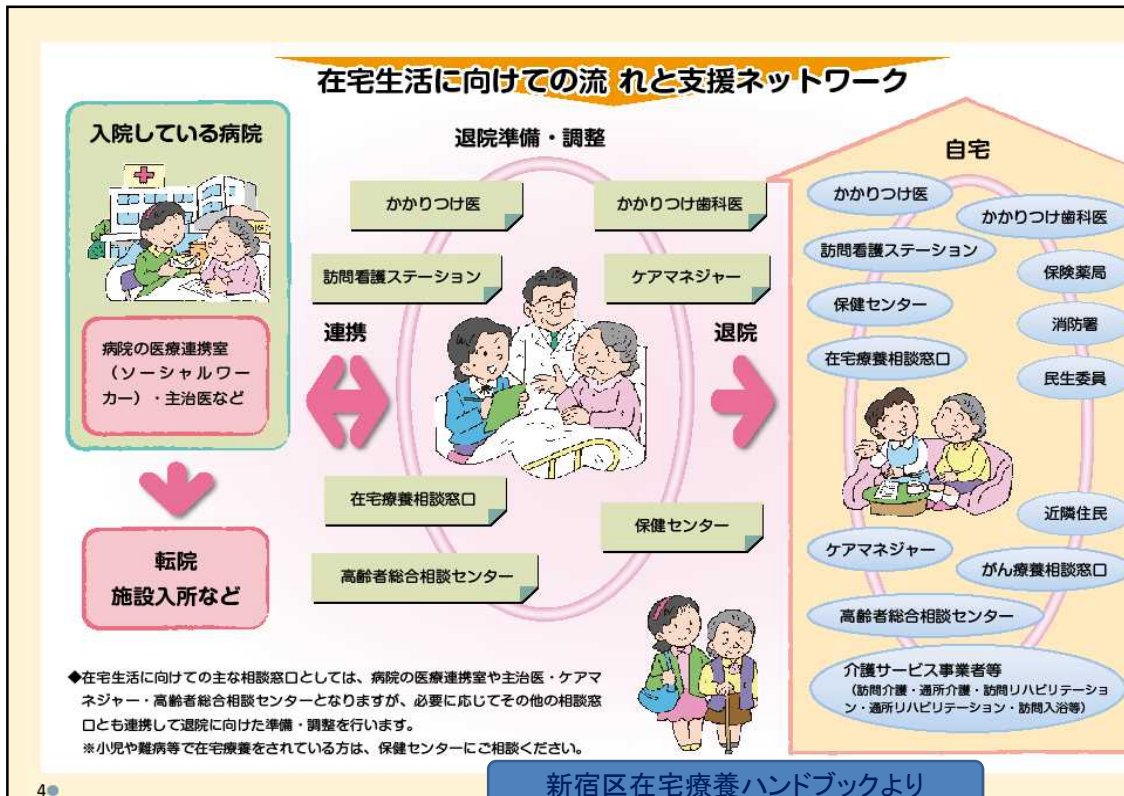 在宅生活に向けての流 れと支援ネットワーク
入院している病院
病院の医療連携室
（ソーシャルワー
カー）・主治医など
転院
施設入所など
退院準備・調整
かかりつけ医
かかりつけ歯科医
訪問看護ステーション
ケアマネジャー
連携
退院
在宅療養相談窓口
保健センター
高齢者総合相談センター
自宅
かかりつけ医
かかりつけ歯科医
訪問看護ステーション
保険薬局
保健センター
消防署
在宅療養相談窓口
民生委員
近隣住民
ケアマネジャー
がん療養相談窓口
高齢者総合相談センター
介護サービス事業者等
（訪問介護・通所介護・訪問リハビリテーショ
ン・通所リハビリテーション・訪問入浴等）
◆在宅生活に向けての主な相談窓口としては、病院の医療連携室や主治医・ケアマ
ネジャー・高齢者総合相談センターとなりますが、必要に応じてその他の相談窓
口とも連携して退院に向けた準備・調整を行います。
※小児や難病等で在宅療養をされている方は、保健センターにご相談ください。
4
新宿区在宅療養ハンドブックより